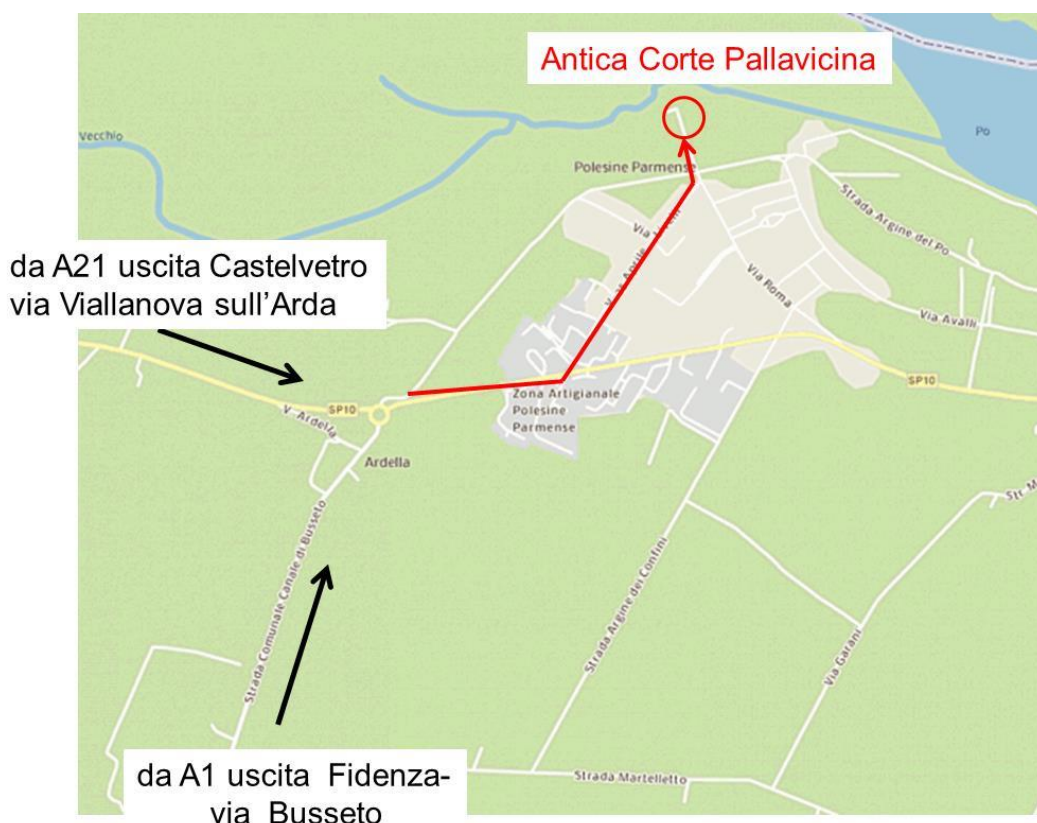 Antica Corte Pallavicina
Vecchio
Po
Polesine Parmense
Strada Argine del Po
Via Roma
Via Avalli
da A21 uscita Castelvetro
via Viallanova sull’Arda
SP10
SP10
V. Ardella
Zona Artigianale
Polesine
Parmense
Ardella
Strada Comunale Canale di Busseto
Strada Argine dei Confini
Via Garani
Strada Martelletto
da A1 uscita Fidenza-
via Busseto